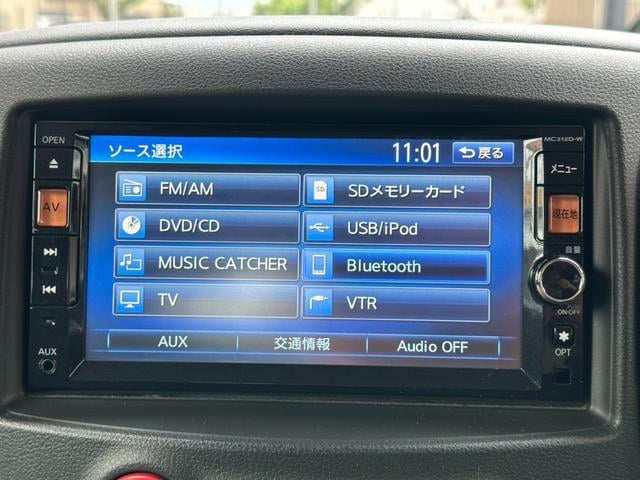 OPEN
MC312D-W
ソース選択 11:01 戻る
メニュー
FM/AM SDメモリーカード
AV
現在地
DVD/CD USB/iPod
音量
MUSIC CATCHER Bluetooth
TV VTR
ON・OFF
AUX 交通情報 Audio OFF
AUX
OPT